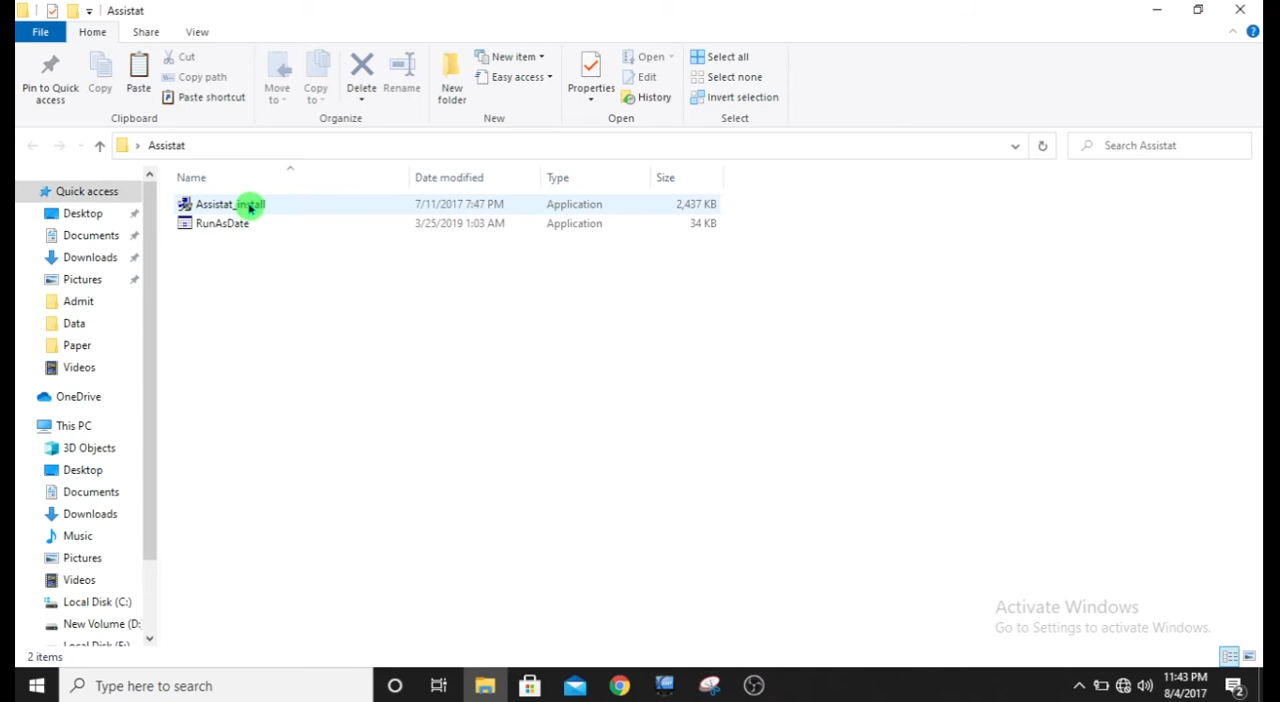 Assistat
File Home Share View
Pin to Quick access
Copy
Paste
Cut
Copy path
Paste shortcut
Clipboard
Move to
Copy to
Delete
Rename
Organize
New folder
New item
Easy access
New
Properties
Open
Edit
History
Open
Select all
Select none
Invert selection
Select
Assistat
Search Assistat
Name Date modified Type Size
Assistat_install 7/11/2017 7:47 PM Application 2,437 KB
RunAsDate 3/25/2019 1:03 AM Application 34 KB
Quick access
Desktop
Documents
Downloads
Pictures
Admit
Data
Paper
Videos
OneDrive
This PC
3D Objects
Desktop
Documents
Downloads
Music
Pictures
Videos
Local Disk (C:)
New Volume (D:
Local Disk (E:)
Activate Windows
Go to Settings to activate Windows.
2 items
Type here to search
11:43 PM
8/4/2017
2